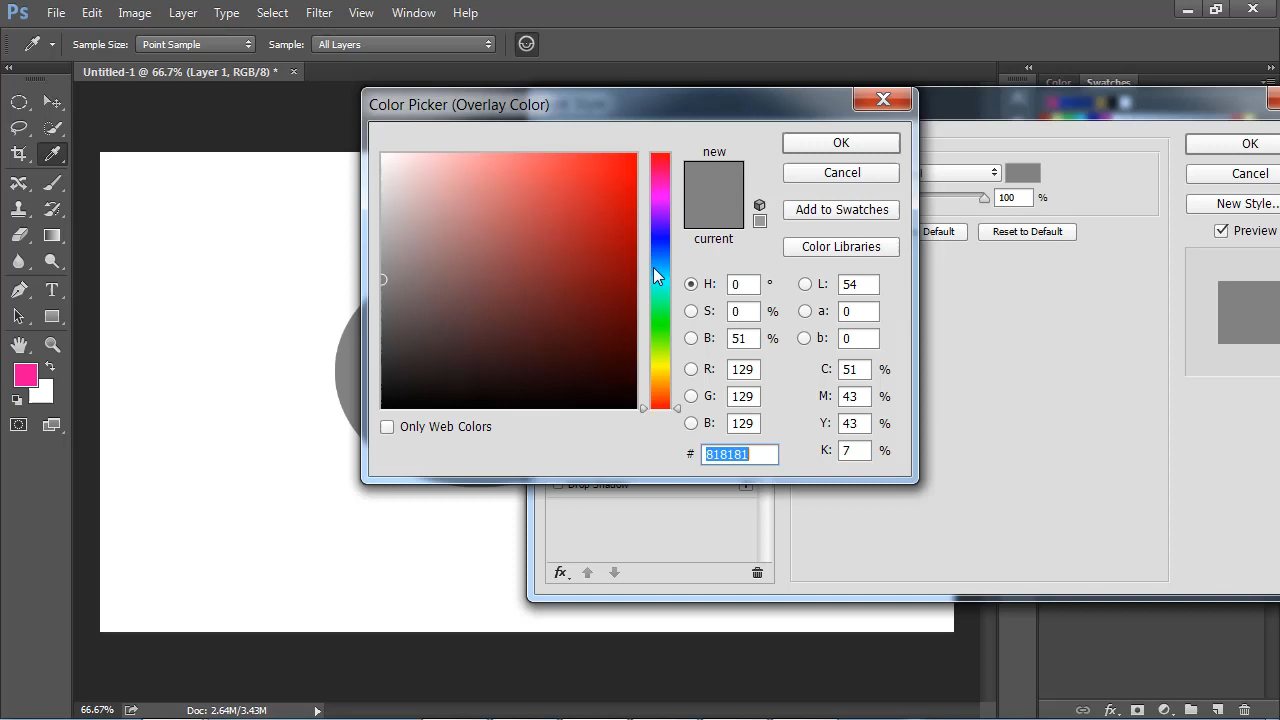 Ps File Edit Image Layer Type Select Filter View Window Help
Sample Size: Point Sample Sample: All Layers
Untitled-1 @ 66.7% (Layer 1, RGB/8) * ×
Color Swatches
Color Picker (Overlay Color)
new
current
OK
Cancel
Add to Swatches
Color Libraries
H: 0 °
S: 0 %
B: 51 %
R: 129
G: 129
B: 129
# 818181
L: 54
a: 0
b: 0
C: 51 %
M: 43 %
Y: 43 %
K: 7 %
Only Web Colors
100 %
Default
Reset to Default
OK
Cancel
New Style...
Preview
Drop Shadow
fx
66.67% Doc: 2.64M/3.43M
fx